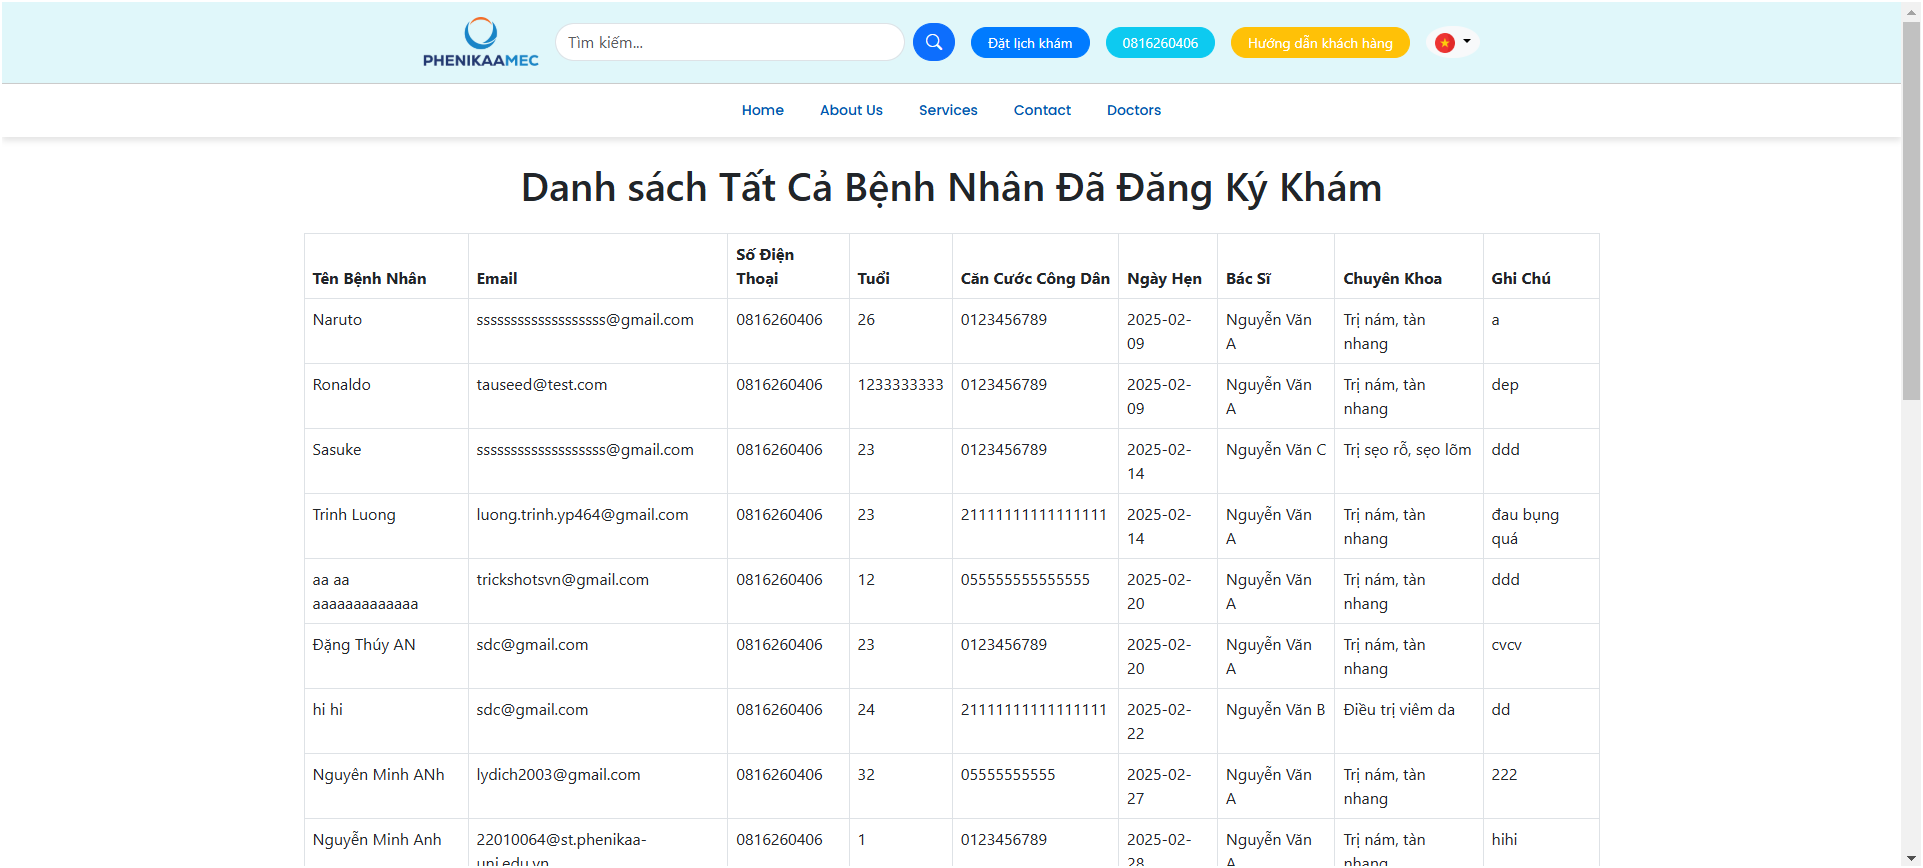 PHENIKAAMEC
Tìm kiếm...
Đặt lịch khám
0816260406
Hướng dẫn khách hàng
Home About Us Services Contact Doctors
Danh sách Tất Cả Bệnh Nhân Đã Đăng Ký Khám
Số Điện
Tên Bệnh Nhân Email Thoại Tuổi Căn Cước Công Dân Ngày Hẹn Bác Sĩ Chuyên Khoa Ghi Chú
Naruto sssssssssssssssssss@gmail.com 0816260406 26 0123456789 2025-02- Nguyễn Văn Trị nám, tàn a
09 A nhang
Ronaldo tauseed@test.com 0816260406 1233333333 0123456789 2025-02- Nguyễn Văn Trị nám, tàn dep
09 A nhang
Sasuke sssssssssssssssssss@gmail.com 0816260406 23 0123456789 2025-02- Nguyễn Văn C Trị sẹo rỗ, sẹo lõm ddd
14
Trinh Luong luong.trinh.yp464@gmail.com 0816260406 23 21111111111111111 2025-02- Nguyễn Văn Trị nám, tàn đau bụng
14 A nhang quá
aa aa trickshotsvn@gmail.com 0816260406 12 055555555555555 2025-02- Nguyễn Văn Trị nám, tàn ddd
aaaaaaaaaaaaa 20 A nhang
Đặng Thúy AN sdc@gmail.com 0816260406 23 0123456789 2025-02- Nguyễn Văn Trị nám, tàn cvcv
20 A nhang
hi hi sdc@gmail.com 0816260406 24 21111111111111111 2025-02- Nguyễn Văn B Điều trị viêm da dd
22
Nguyên Minh ANh lydich2003@gmail.com 0816260406 32 05555555555 2025-02- Nguyễn Văn Trị nám, tàn 222
27 A nhang
Nguyễn Minh Anh 22010064@st.phenikaa- 0816260406 1 0123456789 2025-02- Nguyễn Văn Trị nám, tàn hihi
uni.edu.vn 28 A nhang